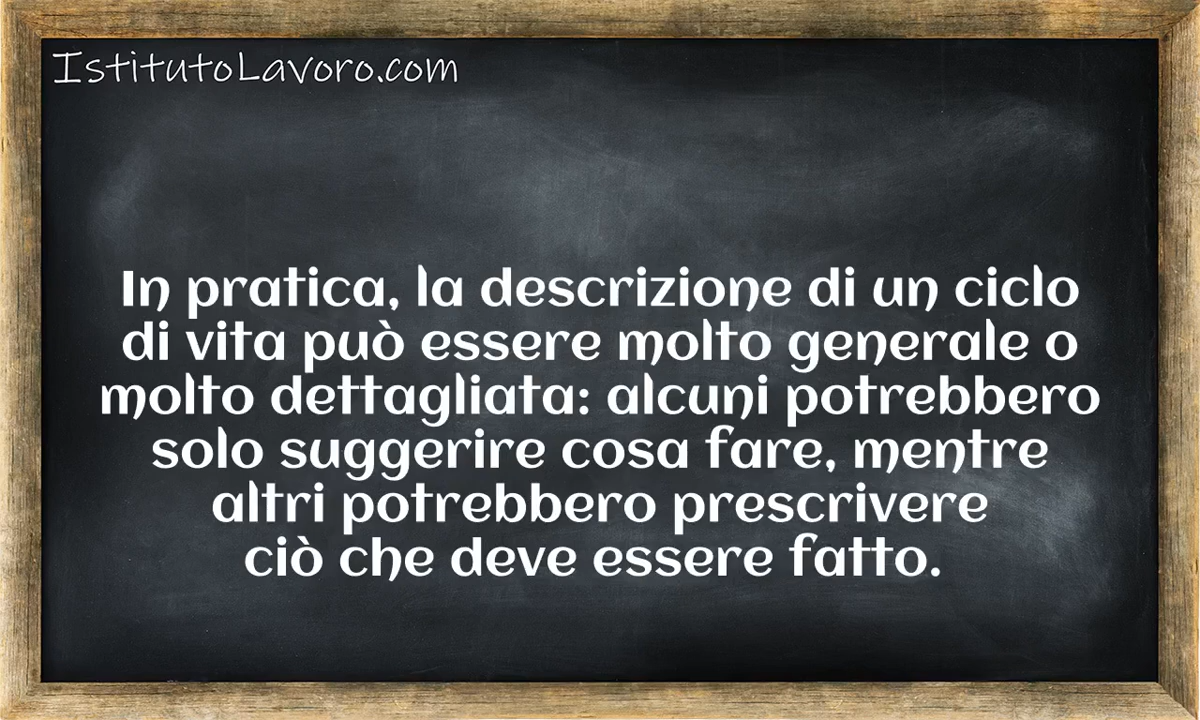 IstitutoLavoro.com
In pratica, la descrizione di un ciclo
di vita può essere molto generale o
molto dettagliata: alcuni potrebbero
solo suggerire cosa fare, mentre
altri potrebbero prescrivere
ciò che deve essere fatto.